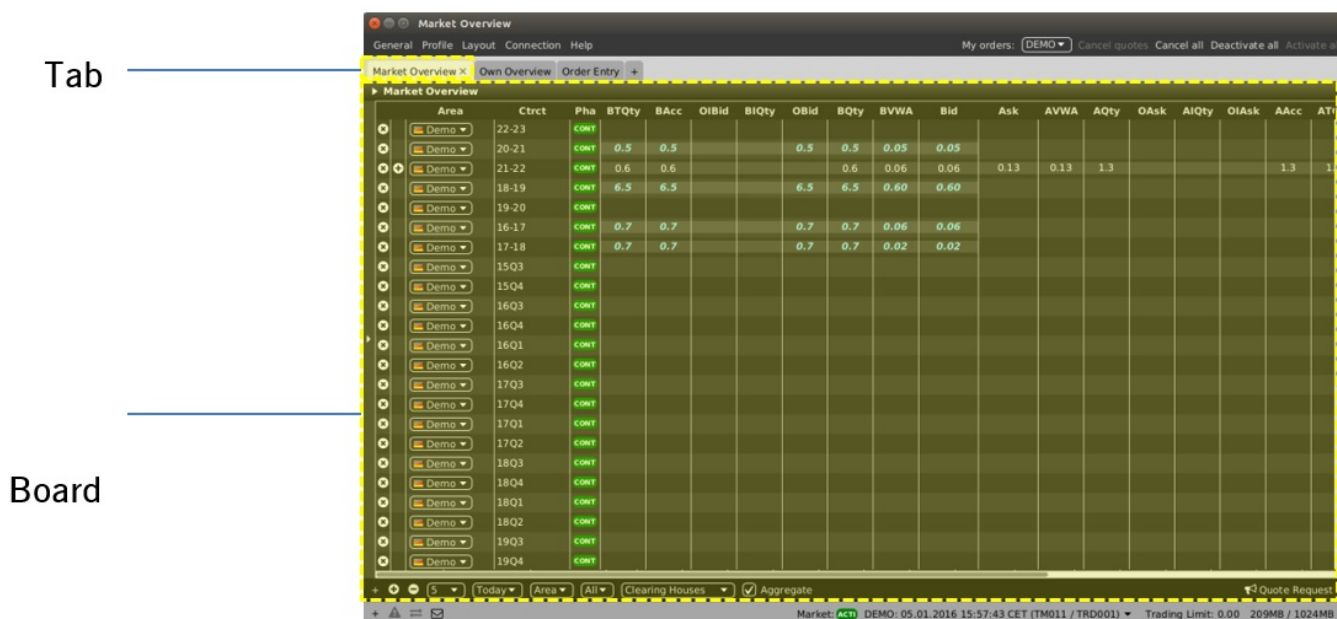 Market Overview
General Profile Layout Connection Help My orders: DEMO Cancel quotes Cancel all Deactivate all Activate
Tab
Market Overview Own Overview Order Entry +
Market Overview
Area Ctrct Pha BTQty BAcc OIBid BIQty OBid BQty BVWA Bid Ask AVWA AQty OAsk AIQty OIAsk AAcc
Demo 22-23 CONT
Demo 20-21 CONT 0.5 0.5 0.5 0.5 0.05 0.05
Demo 21-22 CONT 0.6 0.6 0.6 0.06 0.06 0.13 0.13 1.3 1.3
Demo 18-19 CONT 6.5 6.5 6.5 6.5 0.60 0.60
Demo 19-20 CONT
Demo 16-17 CONT 0.7 0.7 0.7 0.7 0.06 0.06
Demo 17-18 CONT 0.7 0.7 0.7 0.7 0.02 0.02
Demo 15Q3 CONT
Demo 15Q4 CONT
Demo 16Q3 CONT
Demo 16Q4 CONT
Demo 16Q1 CONT
Demo 16Q2 CONT
Demo 17Q3 CONT
Demo 17Q4 CONT
Demo 17Q1 CONT
Demo 17Q2 CONT
Demo 18Q3 CONT
Board
Demo 18Q4 CONT
Demo 18Q1 CONT
Demo 18Q2 CONT
Demo 19Q3 CONT
Demo 19Q4 CONT
+ 5 Today Area All Clearing Houses Aggregate Quote Request
+ Market: ACTI DEMO: 05.01.2016 15:57:43 CET (TM011 / TRD001) Trading Limit: 0.00 209MB / 1024MB